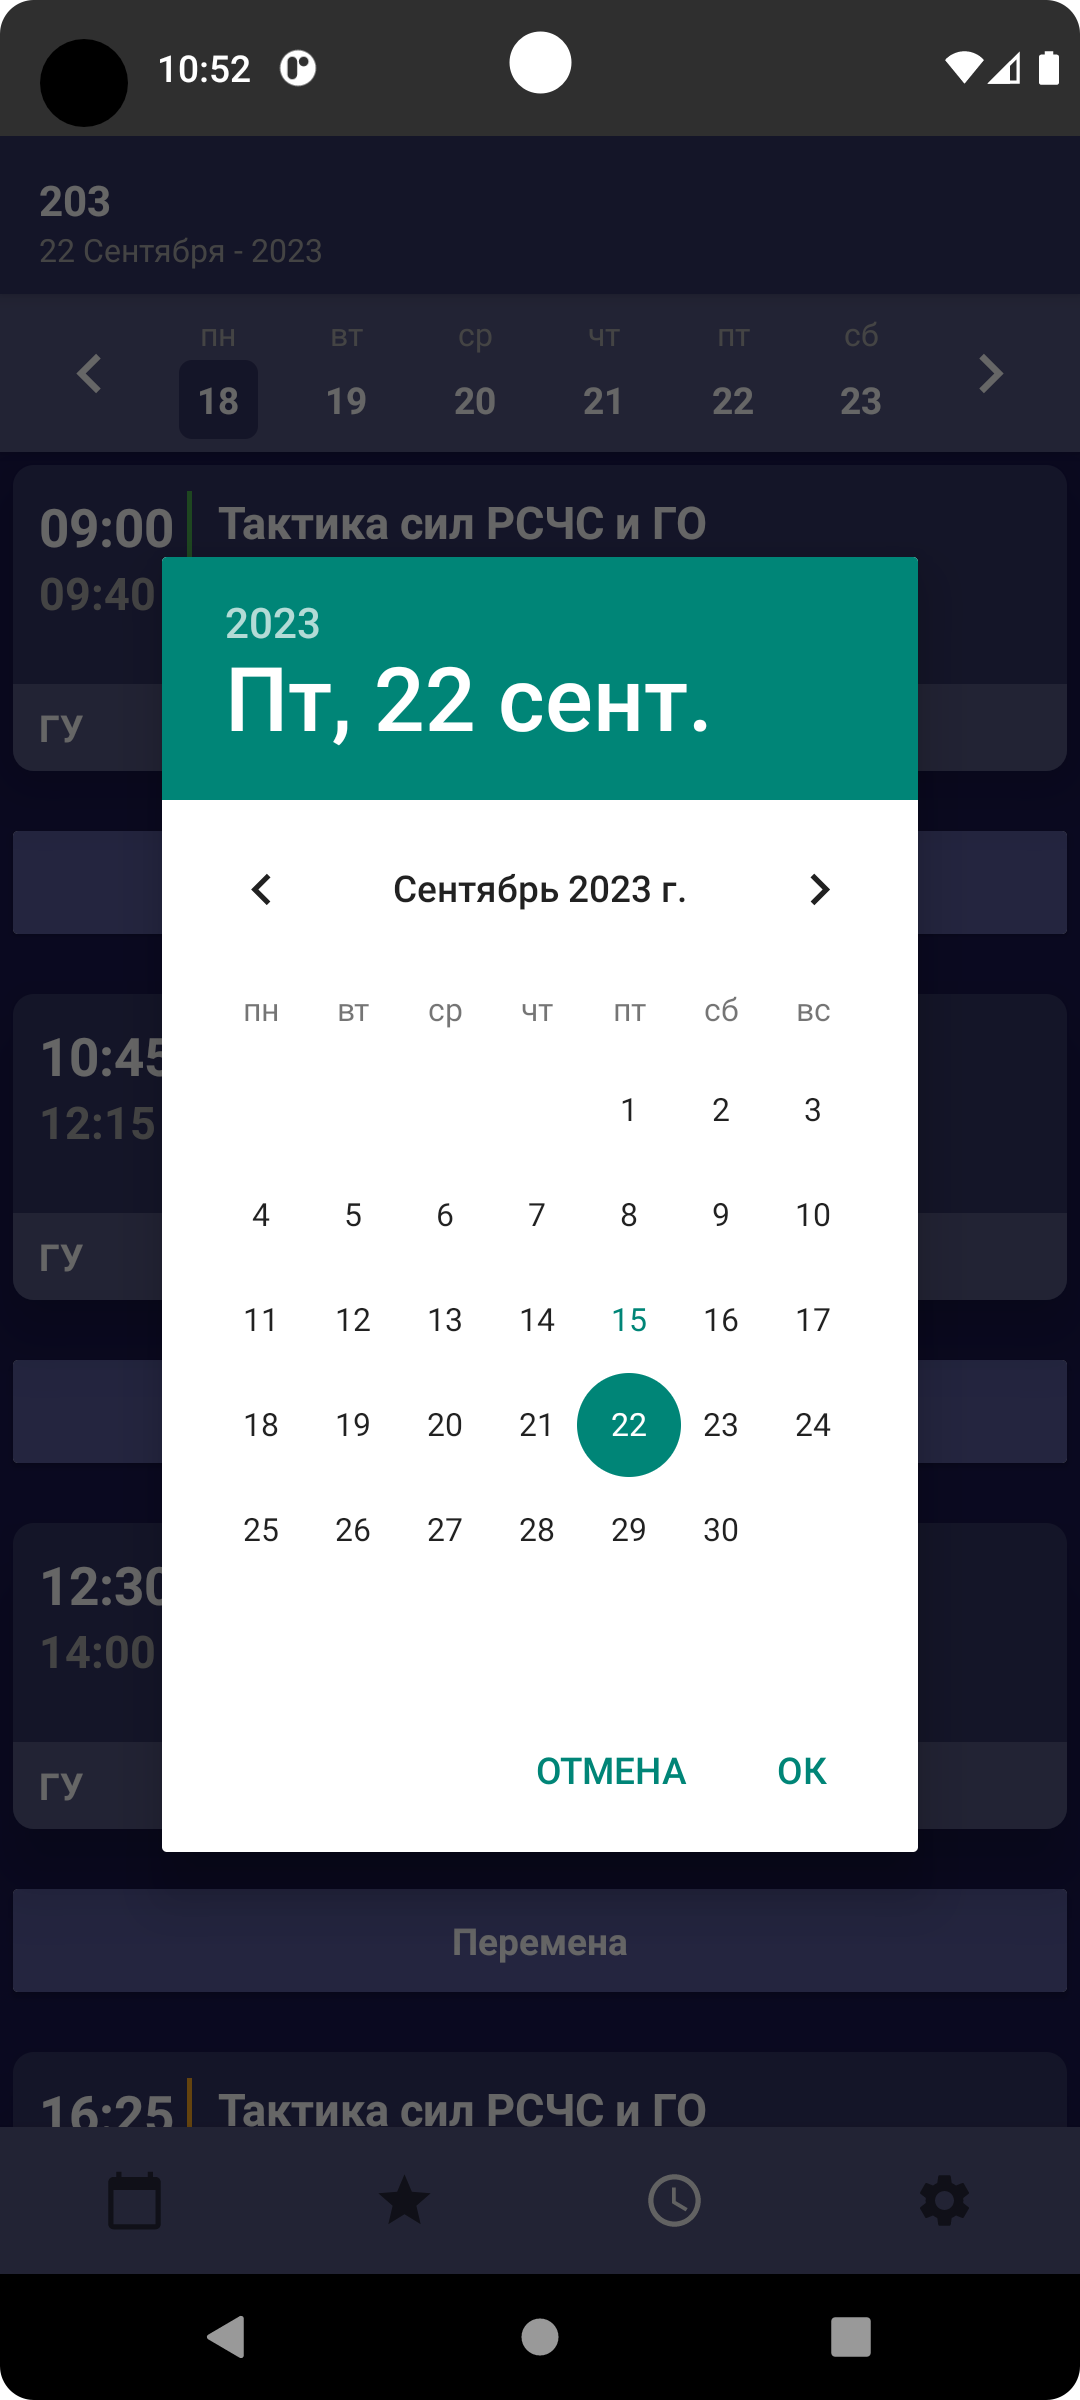 10:52
203
22 Сентября - 2023
пн вт ср чт пт сб
18 19 20 21 22 23
09:00 Тактика сил РСЧС и ГО
09:40
ГУ
2023
Пт, 22 сент.
Сентябрь 2023 г.
пн вт ср чт пт сб вс
1 2 3
4 5 6 7 8 9 10
11 12 13 14 15 16 17
18 19 20 21 22 23 24
25 26 27 28 29 30
ОТМЕНА ОК
10:45
12:15
ГУ
12:30
14:00
ГУ
Перемена
16:25 Тактика сил РСЧС и ГО